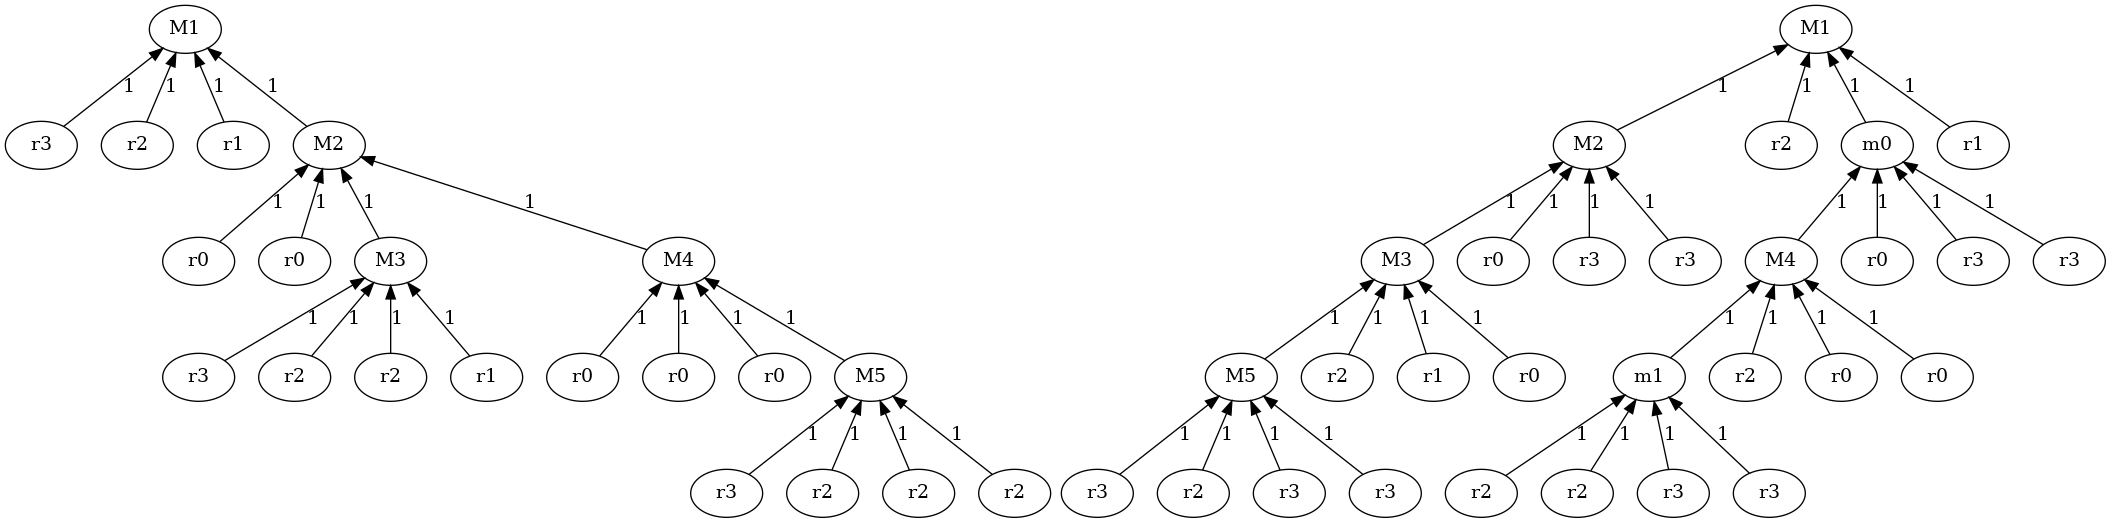 M1 M1
1 1 1 1 1 1 1 1
r3 r2 r1 M2 M2 r2 m0 r1
1 1 1 1 1 1 1 1 1 1 1 1
r0 r0 M3 M4 M3 r0 r3 r3 M4 r0 r3 r3
1 1 1 1 1 1 1 1 1 1 1 1 1 1 1 1
r3 r2 r2 r1 r0 r0 r0 M5 M5 r2 r1 r0 m1 r2 r0 r0
1 1 1 1 1 1 1 1 1 1 1 1
r3 r2 r2 r2 r3 r2 r3 r3 r2 r2 r3 r3